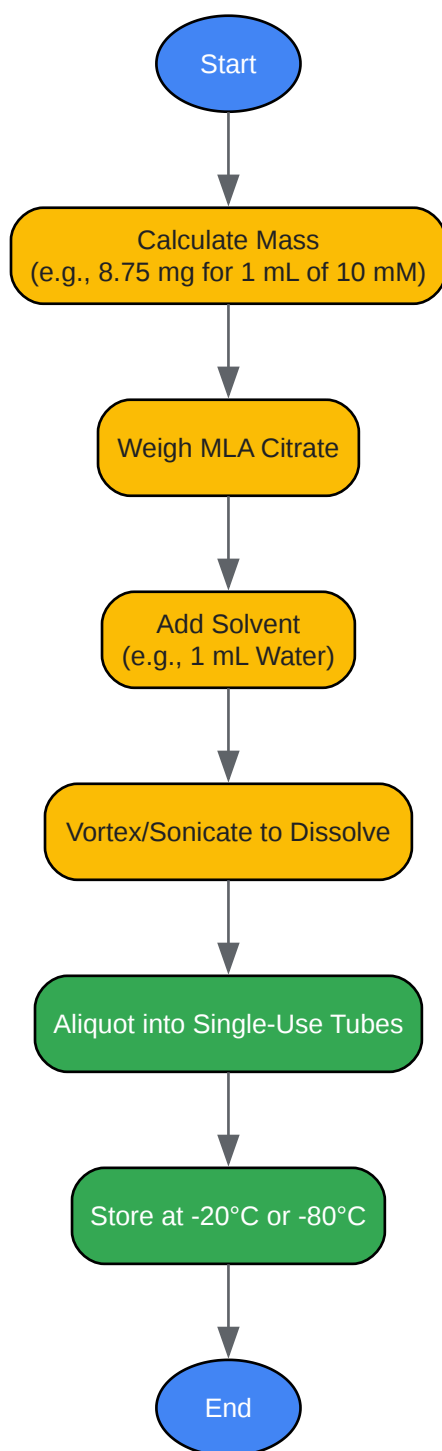 Start
Calculate Mass
(e.g., 8.75 mg for 1 mL of 10 mM)
Weigh MLA Citrate
Add Solvent
(e.g., 1 mL Water)
Vortex/Sonicate to Dissolve
Aliquot into Single-Use Tubes
Store at -20°C or -80°C
End